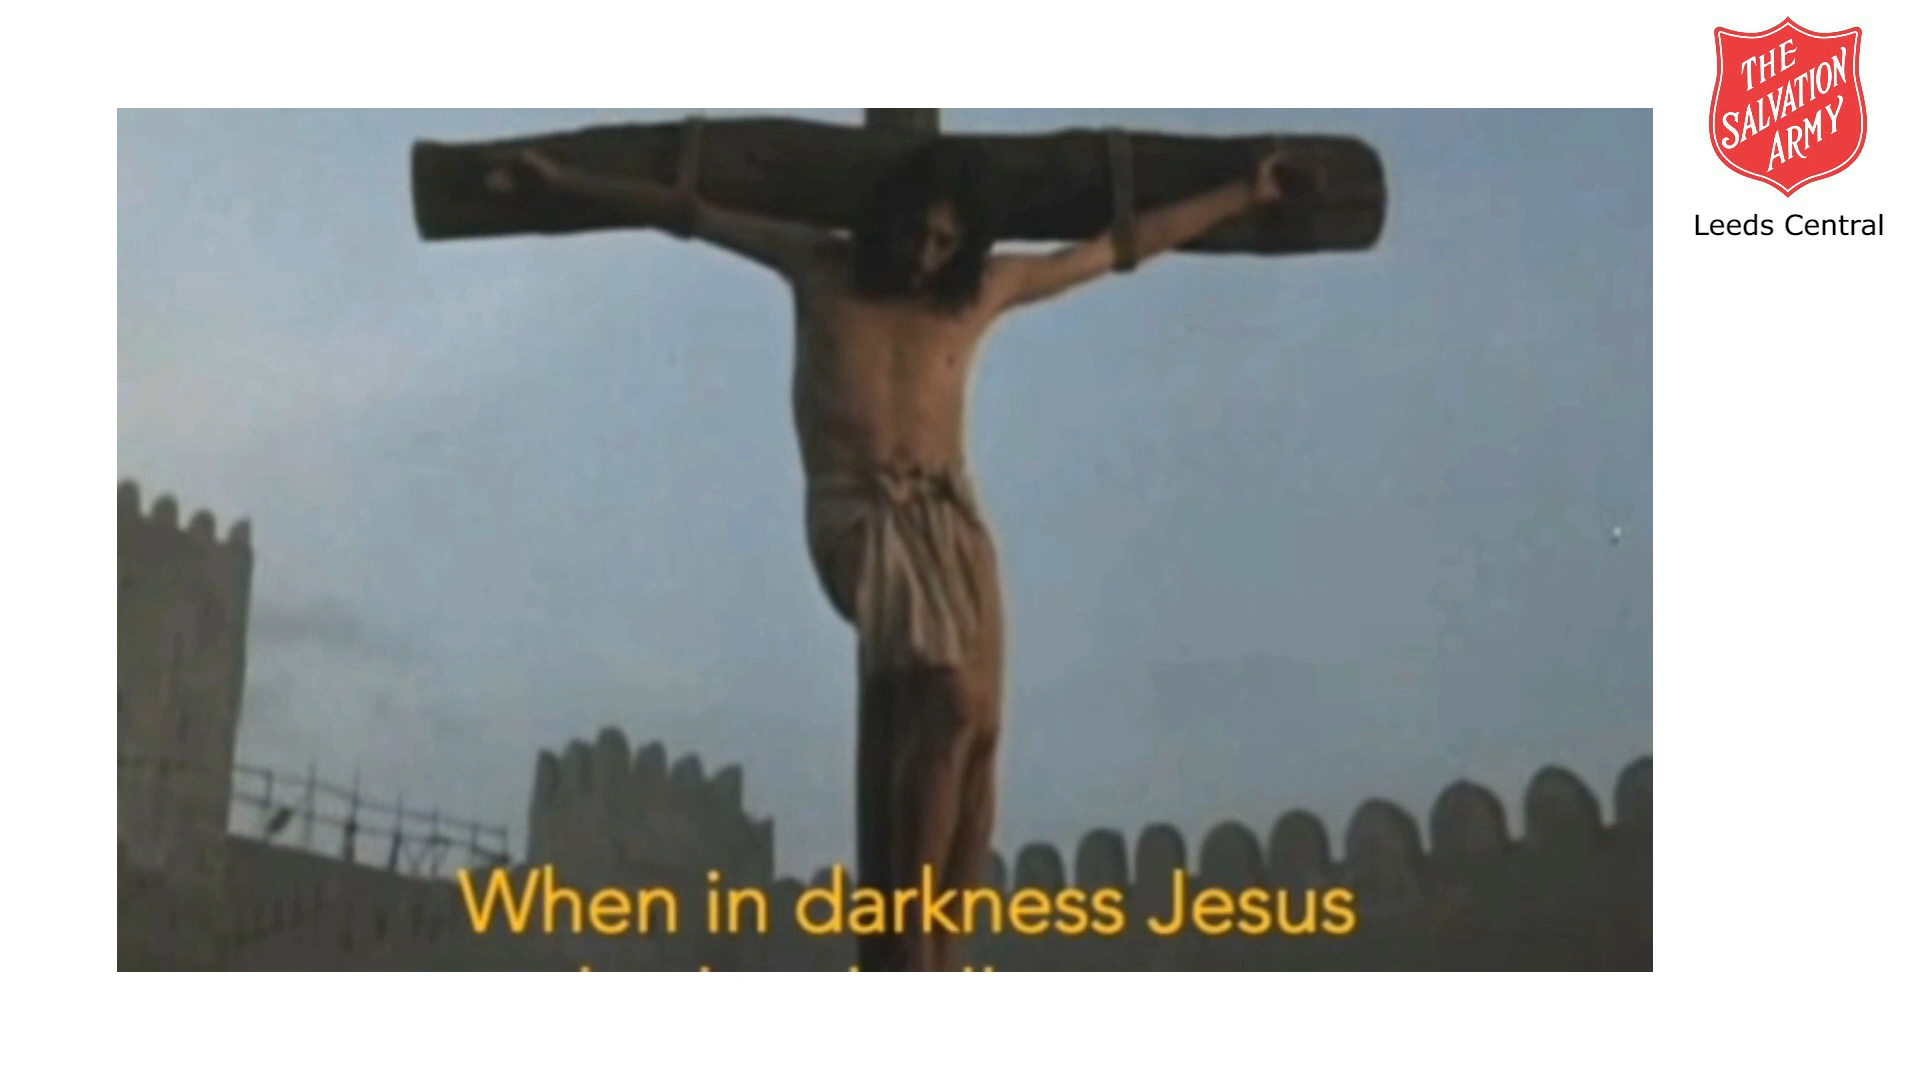 THE
SALVATION
ARMY
Leeds Central
When in darkness Jesus